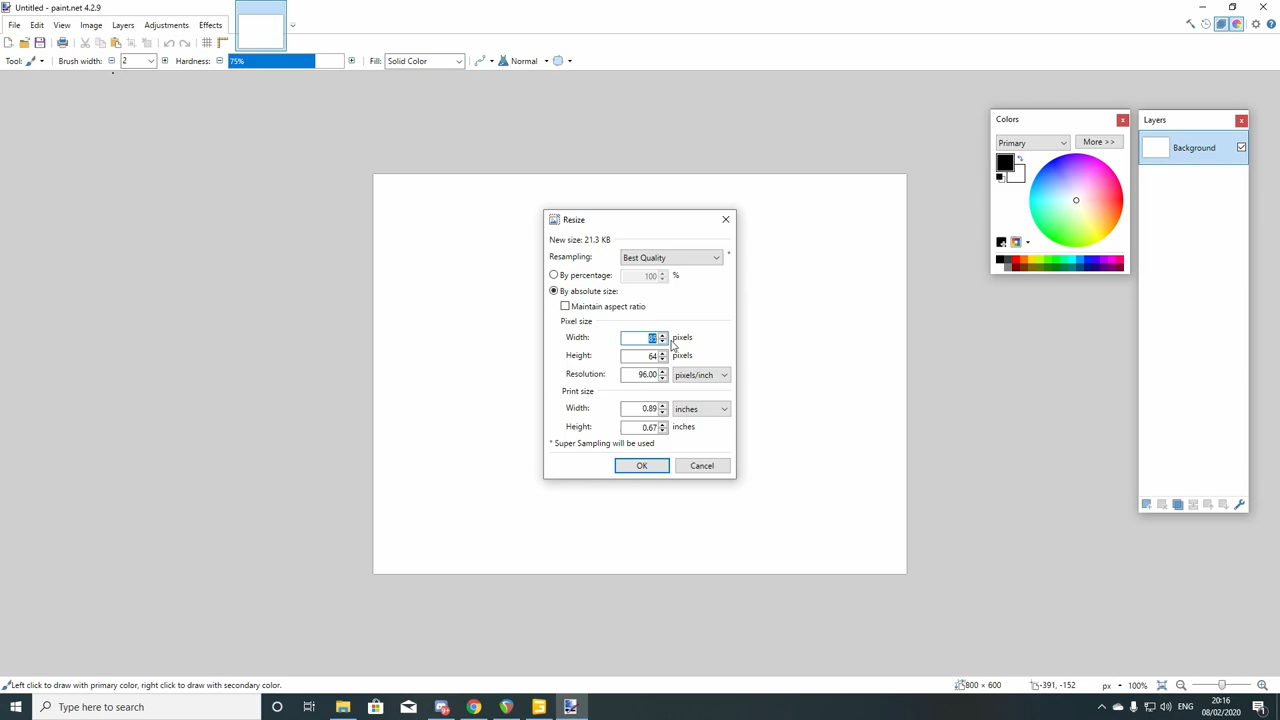 Untitled - paint.net 4.2.9
File Edit View Image Layers Adjustments Effects
Tool: Brush width: 2 Hardness: 75% Fill: Solid Color Normal
Colors
Primary More >>
Layers
Background
Resize
New size: 21.3 KB
Resampling: Best Quality *
By percentage: 100 %
By absolute size:
Maintain aspect ratio
Pixel size
Width: 85 pixels
Height: 64 pixels
Resolution: 96.00 pixels/inch
Print size
Width: 0.89 inches
Height: 0.67 inches
* Super Sampling will be used
OK Cancel
Left click to draw with primary color, right click to draw with secondary color. 800 × 600 -391, -152 px 100%
Type here to search ENG 20:16
08/02/2020